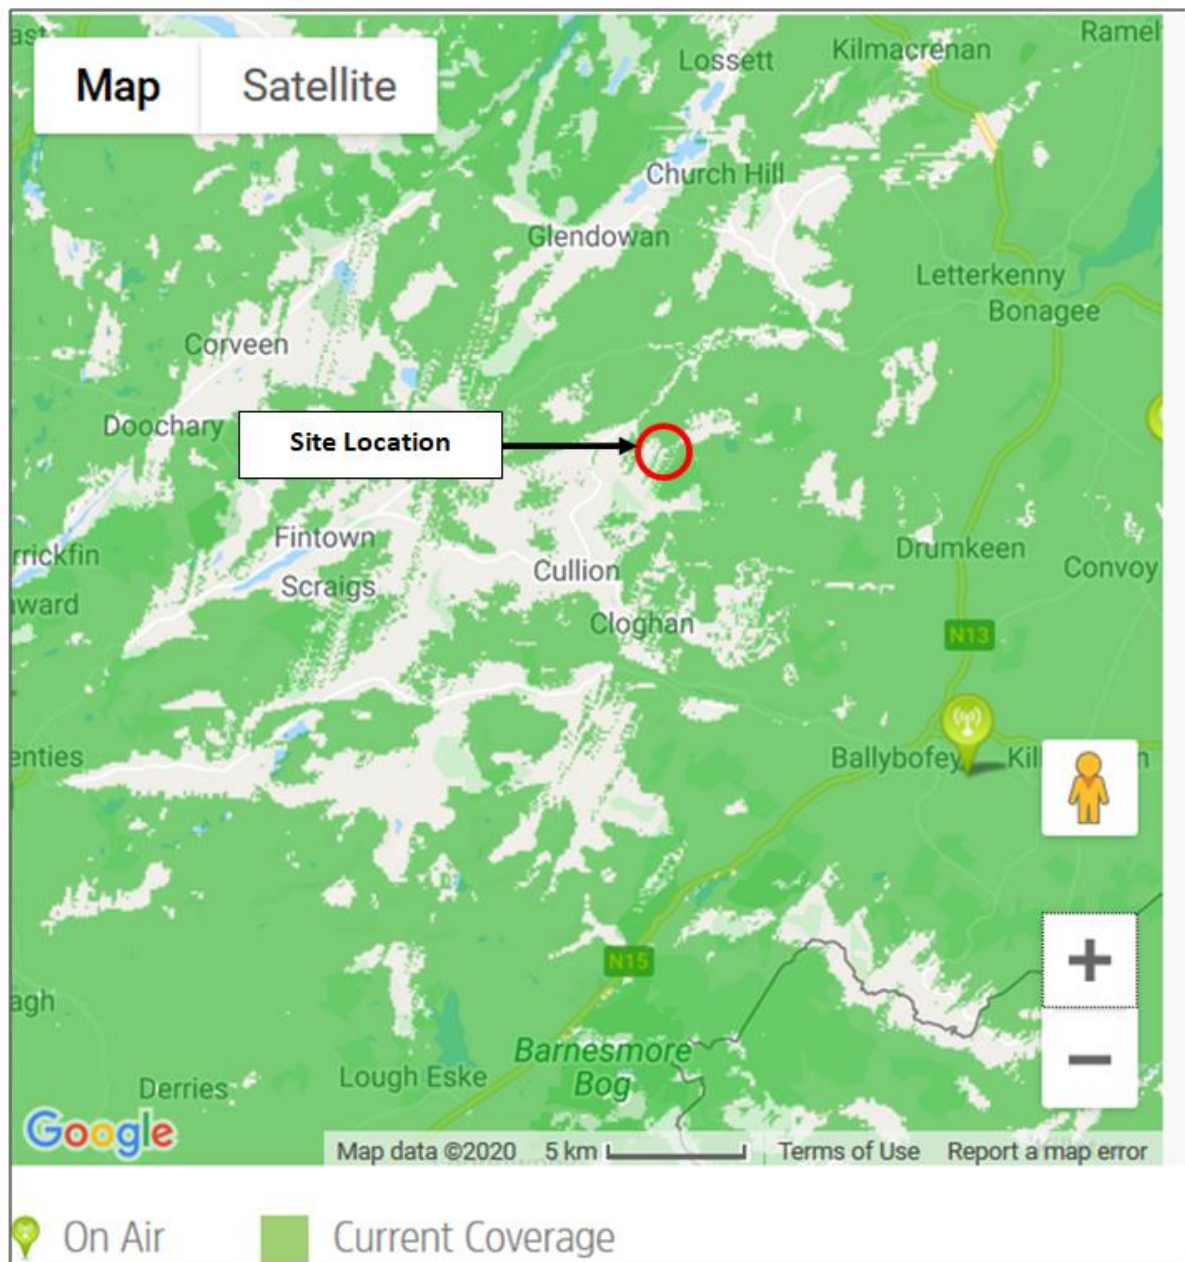 Map
Satellite
Lossett
Kilmacrenan
Ramel
ast
Church Hill
Glendowan
Letterkenny
Bonagee
Corveen
Doochary
Site Location
Fintown
Drumkeen
rrickfin
Convoy
Scraigs
Cullion
ward
Cloghan
N13
enties
Ballybofey
Kil
n
N15
agh
Barnesmore
Bog
Derries
Lough Eske
Google
Map data ©2020 5 km Terms of Use Report a map error
On Air Current Coverage